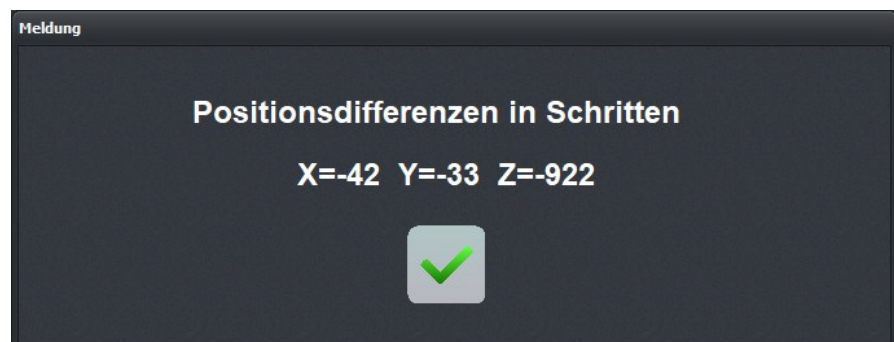 Meldung
Positionsdifferenzen in Schritten
X=-42 Y=-33 Z=-922